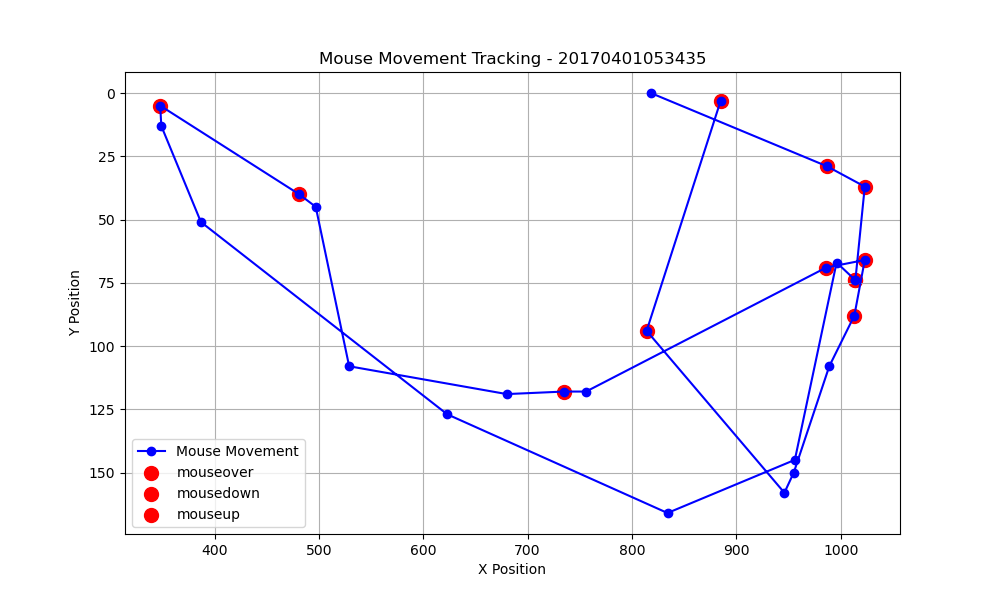 Mouse Movement Tracking - 20170401053435
0
25
50
75
100
125
150
Y Position
Mouse Movement
mouseover
mousedown
mouseup
400
500
600
700
800
900
1000
X Position